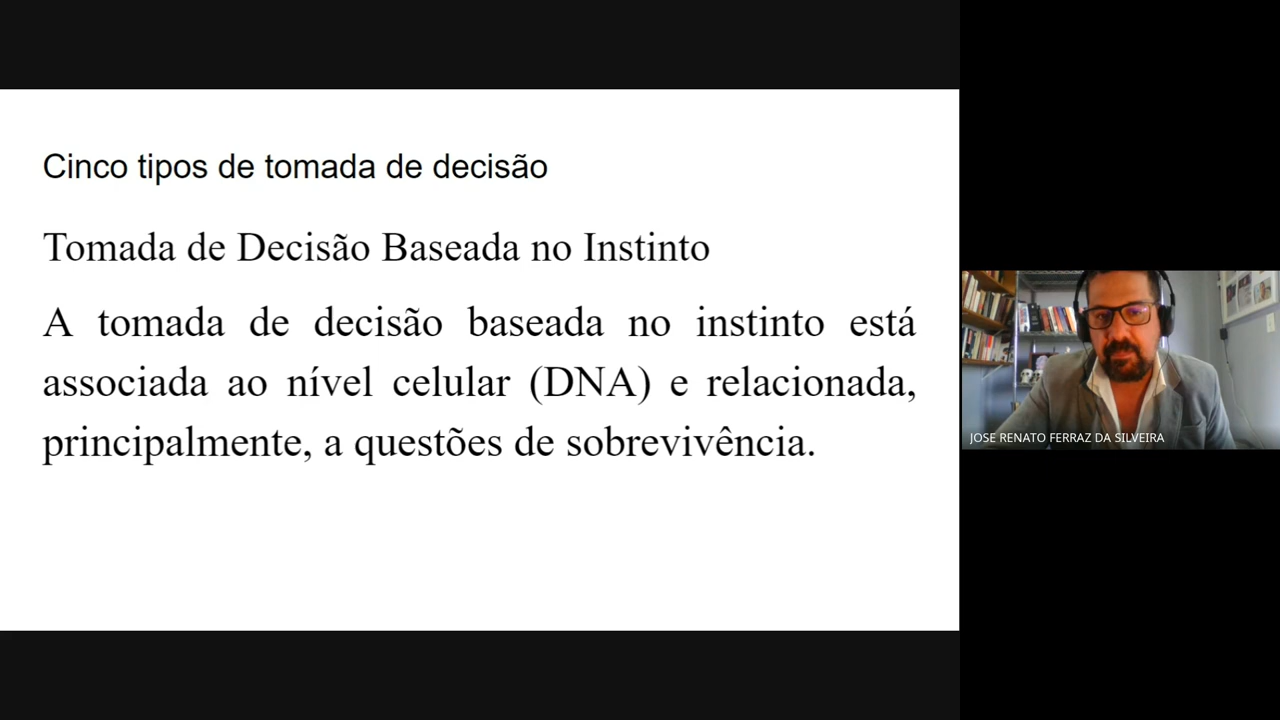 Cinco tipos de tomada de decisão
Tomada de Decisão Baseada no Instinto
A tomada de decisão baseada no instinto está
associada ao nível celular (DNA) e relacionada,
principalmente, a questões de sobrevivência.
JOSE RENATO FERRAZ DA SILVEIRA